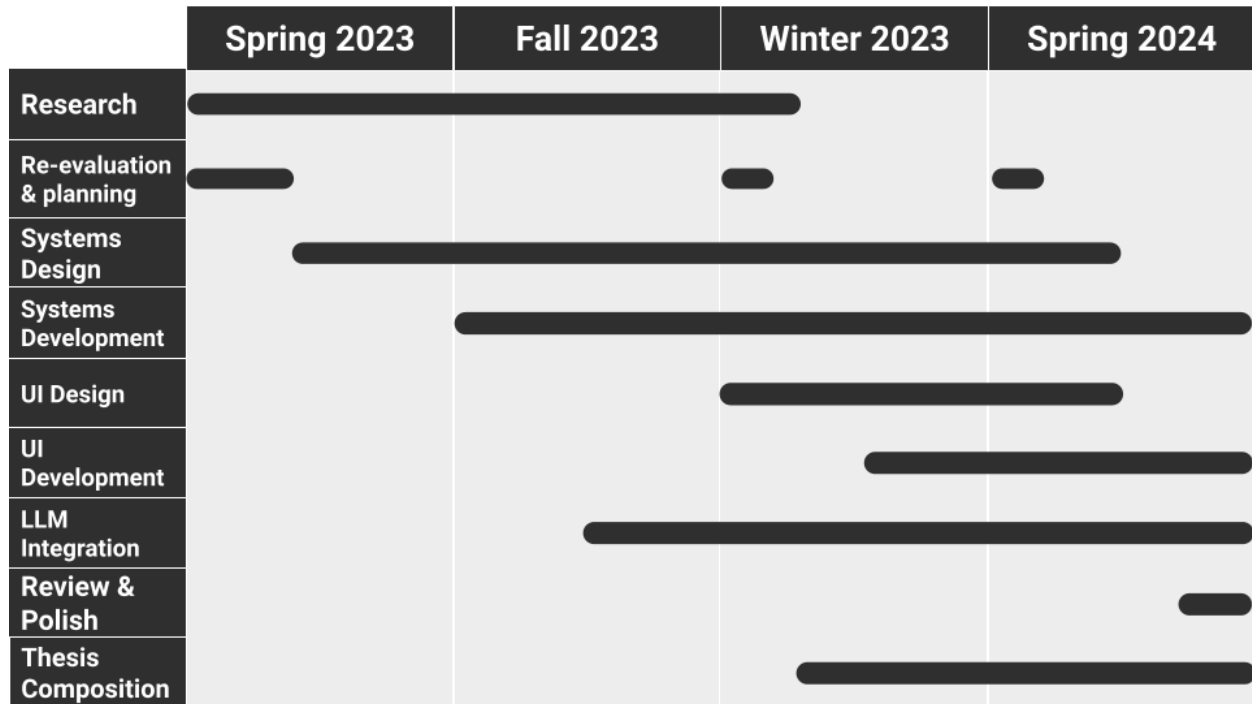 Spring 2023
Fall 2023
Winter 2023
Spring 2024
Research
Re-evaluation
& planning
Systems
Design
Systems
Development
UI Design
UI
Development
LLM
Integration
Review &
Polish
Thesis
Composition